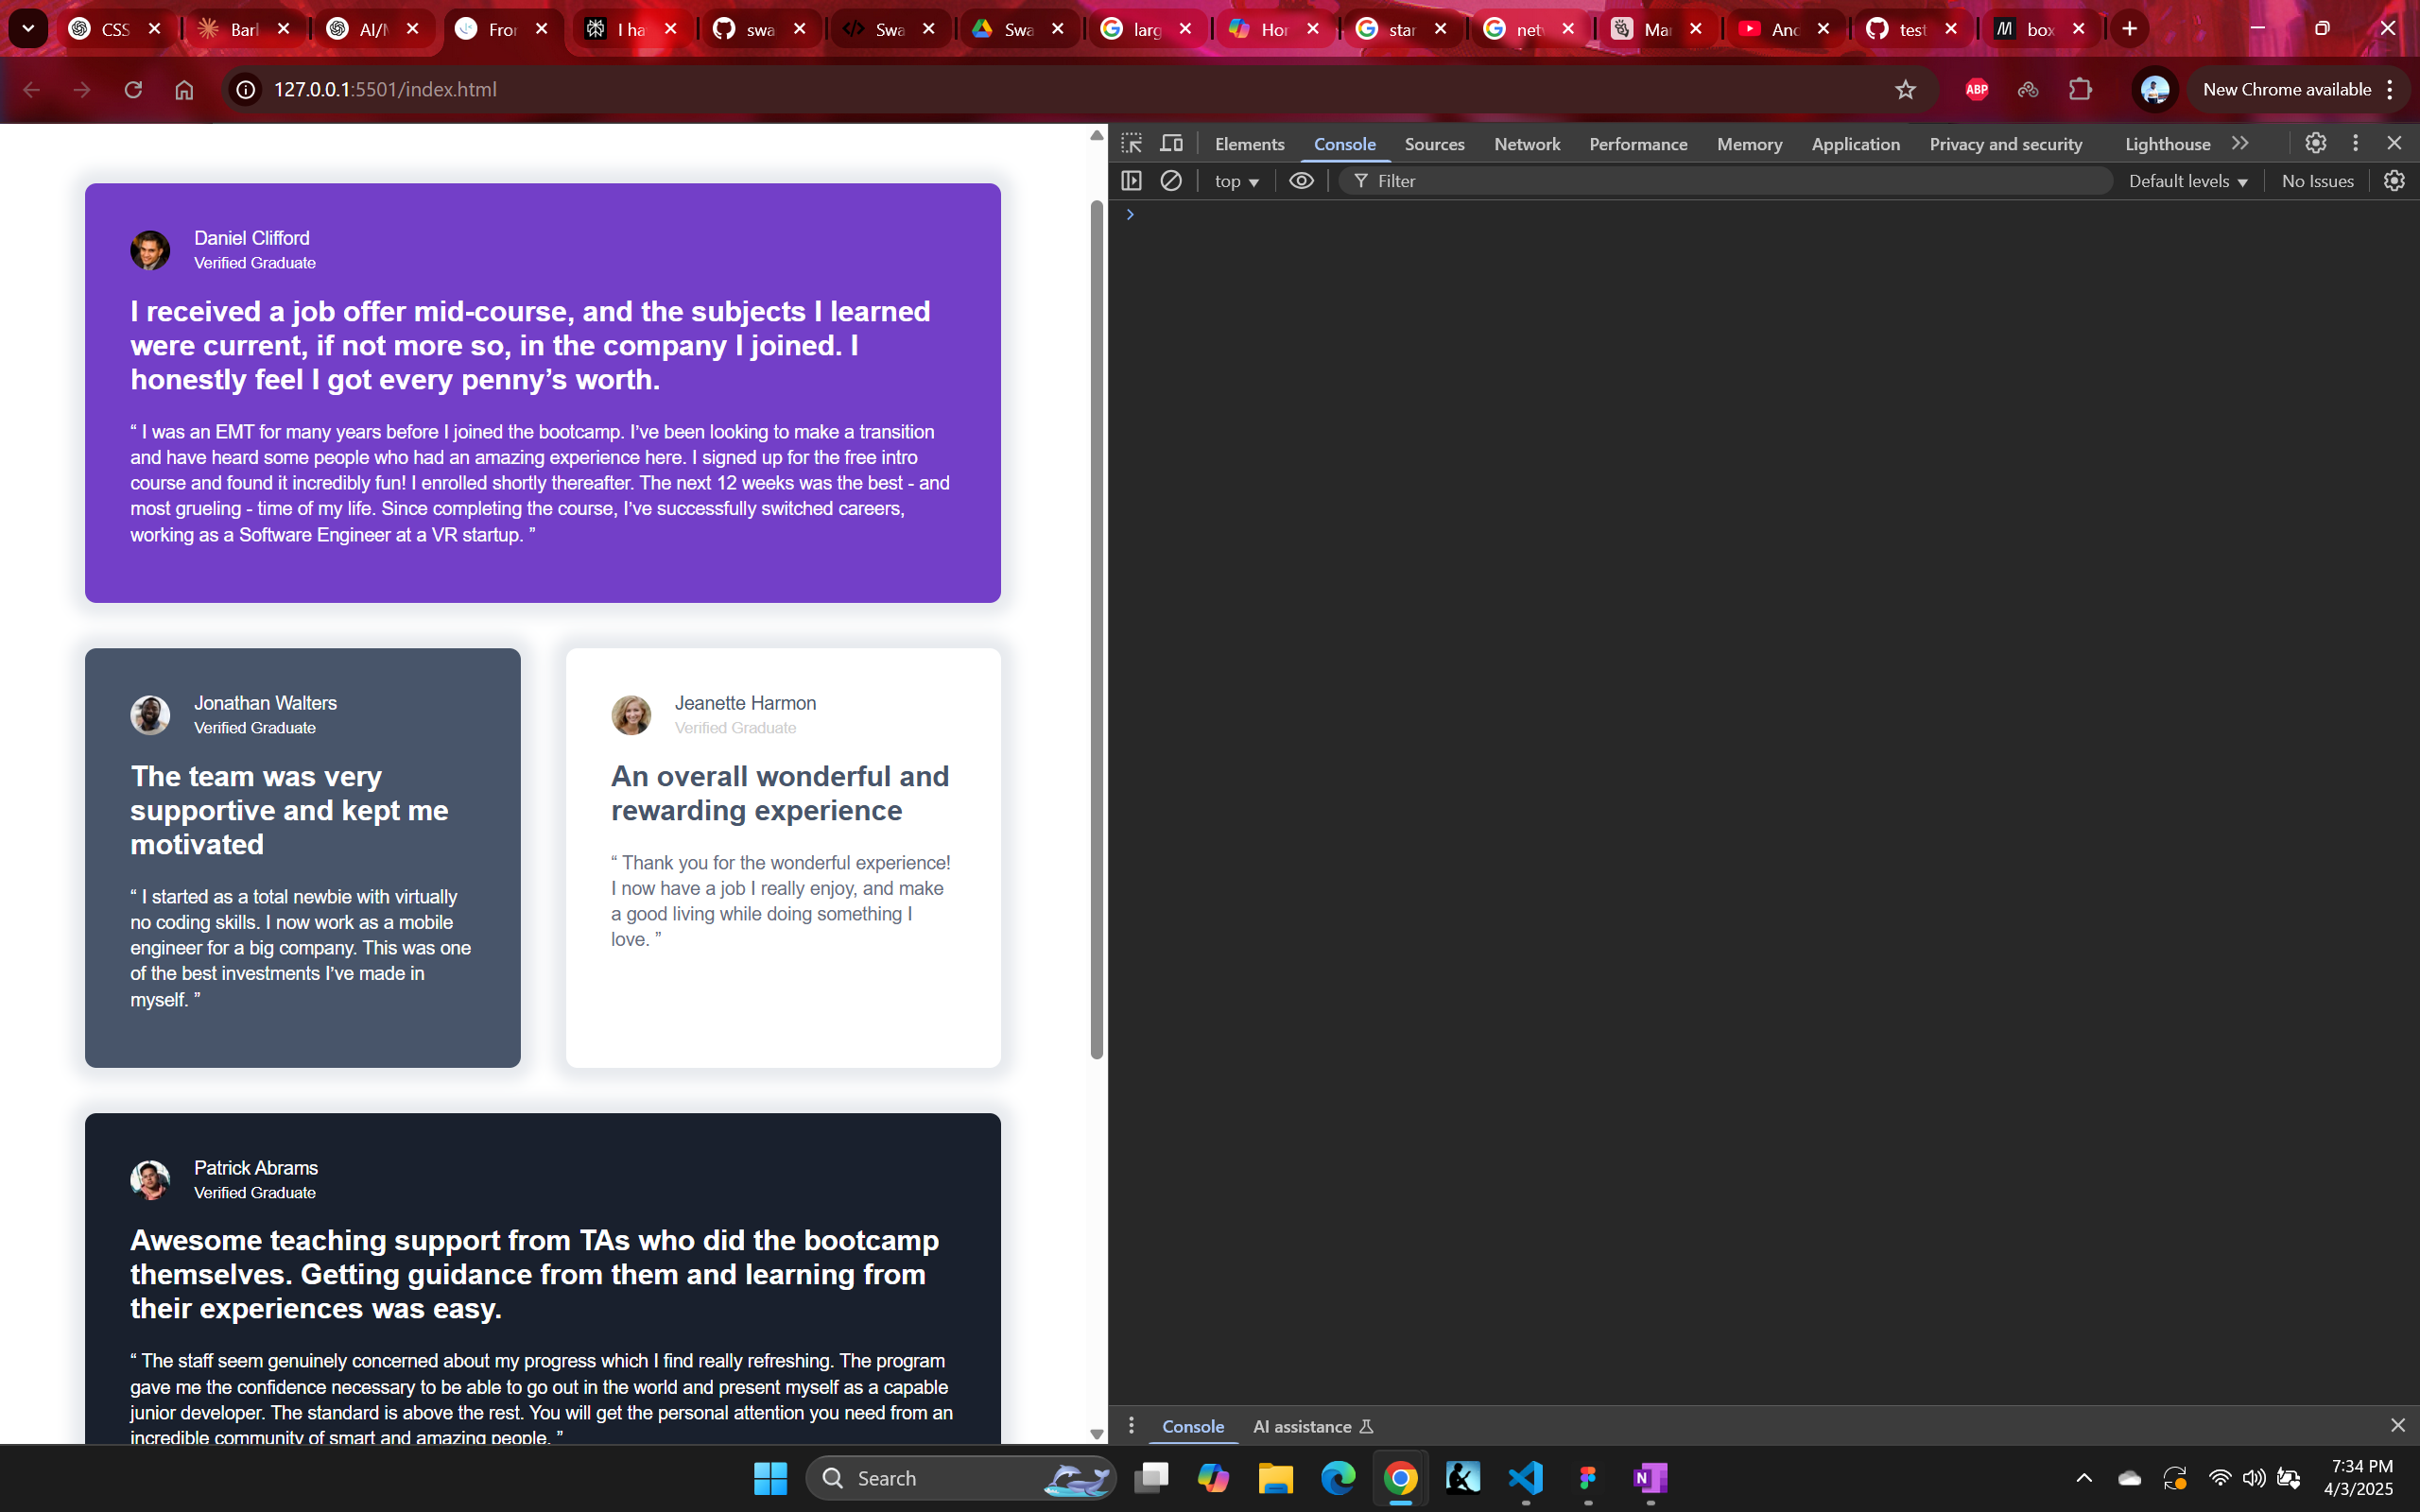 CSS
Barl
AI/
Fror
I ha
swa
Swa
Swa
larg
Hor
star
net
Mar
Anc
test
box
127.0.0.1:5501/index.html
ABP
New Chrome available
Elements
Console
Sources
Network
Performance
Memory
Application
Privacy and security
Lighthouse
top
Filter
Default levels
No Issues
Daniel Clifford
Verified Graduate
I received a job offer mid-course, and the subjects I learned
were current, if not more so, in the company I joined. I
honestly feel I got every penny’s worth.
“ I was an EMT for many years before I joined the bootcamp. I’ve been looking to make a transition
and have heard some people who had an amazing experience here. I signed up for the free intro
course and found it incredibly fun! I enrolled shortly thereafter. The next 12 weeks was the best - and
most grueling - time of my life. Since completing the course, I’ve successfully switched careers,
working as a Software Engineer at a VR startup. ”
Jonathan Walters
Verified Graduate
The team was very
supportive and kept me
motivated
“ I started as a total newbie with virtually
no coding skills. I now work as a mobile
engineer for a big company. This was one
of the best investments I’ve made in
myself. ”
Jeanette Harmon
Verified Graduate
An overall wonderful and
rewarding experience
“ Thank you for the wonderful experience!
I now have a job I really enjoy, and make
a good living while doing something I
love. ”
Patrick Abrams
Verified Graduate
Awesome teaching support from TAs who did the bootcamp
themselves. Getting guidance from them and learning from
their experiences was easy.
“ The staff seem genuinely concerned about my progress which I find really refreshing. The program
gave me the confidence necessary to be able to go out in the world and present myself as a capable
junior developer. The standard is above the rest. You will get the personal attention you need from an
incredible community of smart and amazing people. ”
Console
AI assistance
Search
7:34 PM
4/3/2025